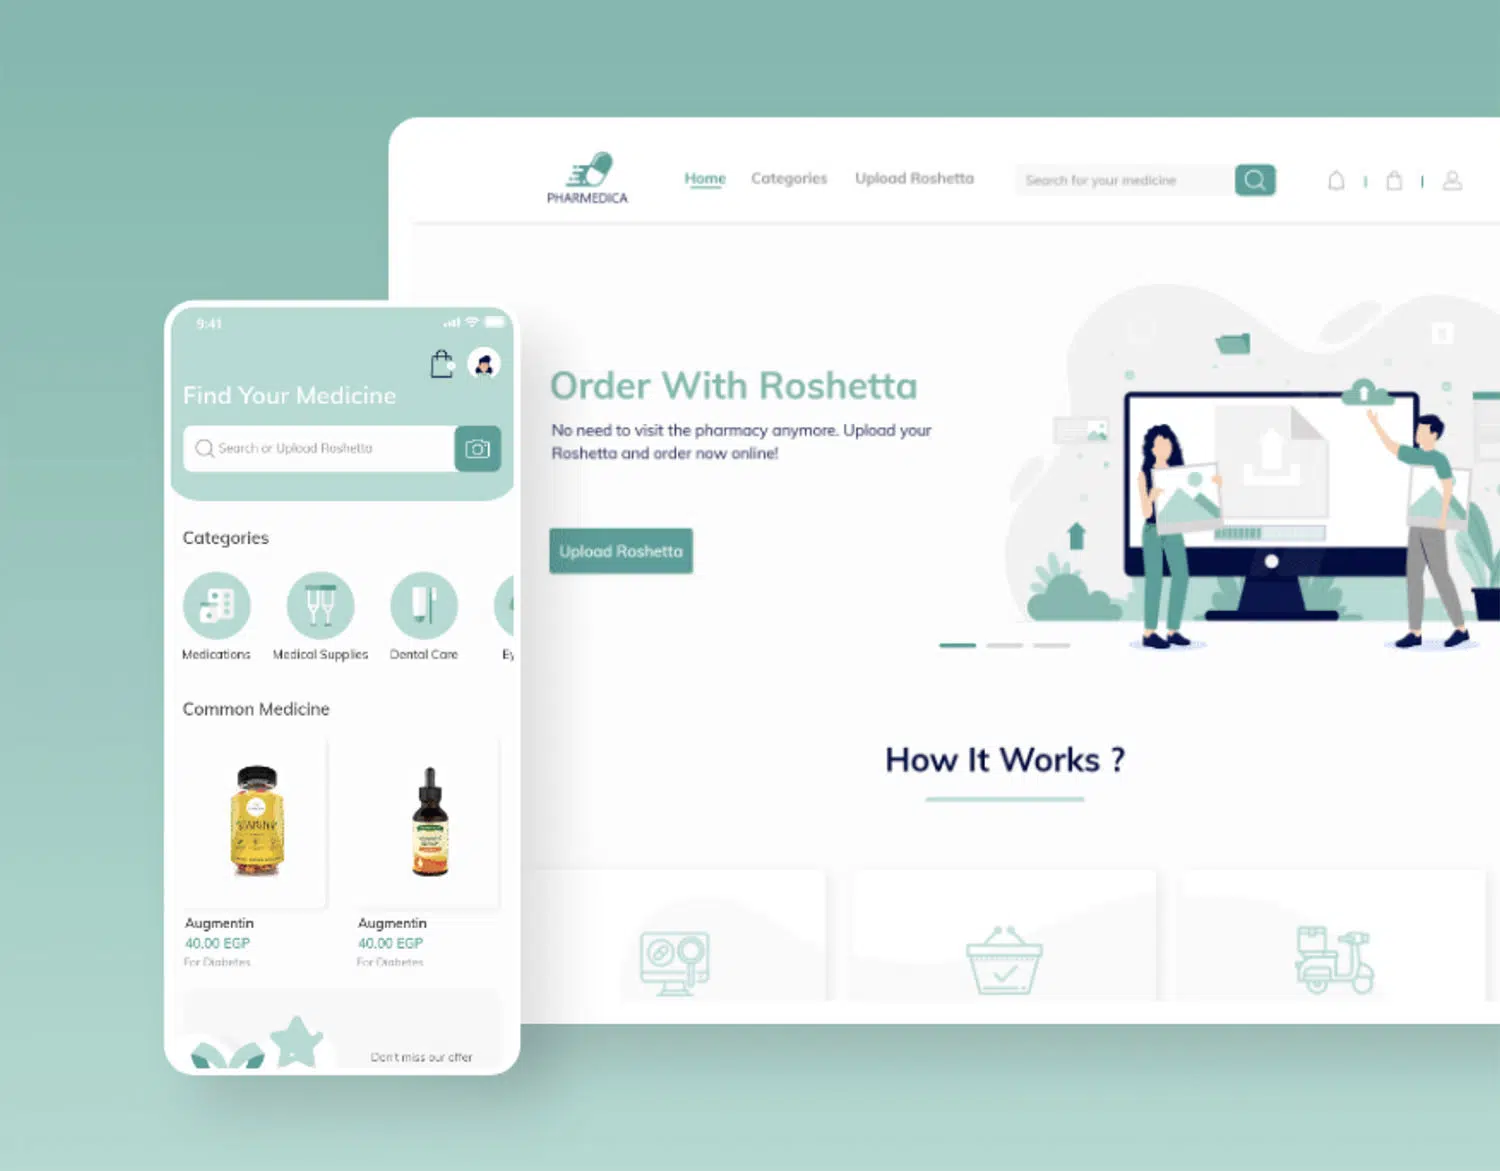 PHARMEDICA
Home
Categories
Upload Roshetta
Search for your medicine
Order With Roshetta
No need to visit the pharmacy anymore. Upload your
Roshetta and order now online!
Upload Roshetta
How It Works ?
9:41
Find Your Medicine
Search or Upload Roshetta
Categories
Medications
Medical Supplies
Dental Care
Ey
Common Medicine
Augmentin
40.00 EGP
For Diabetes
Augmentin
40.00 EGP
For Diabetes
Don't miss our offer